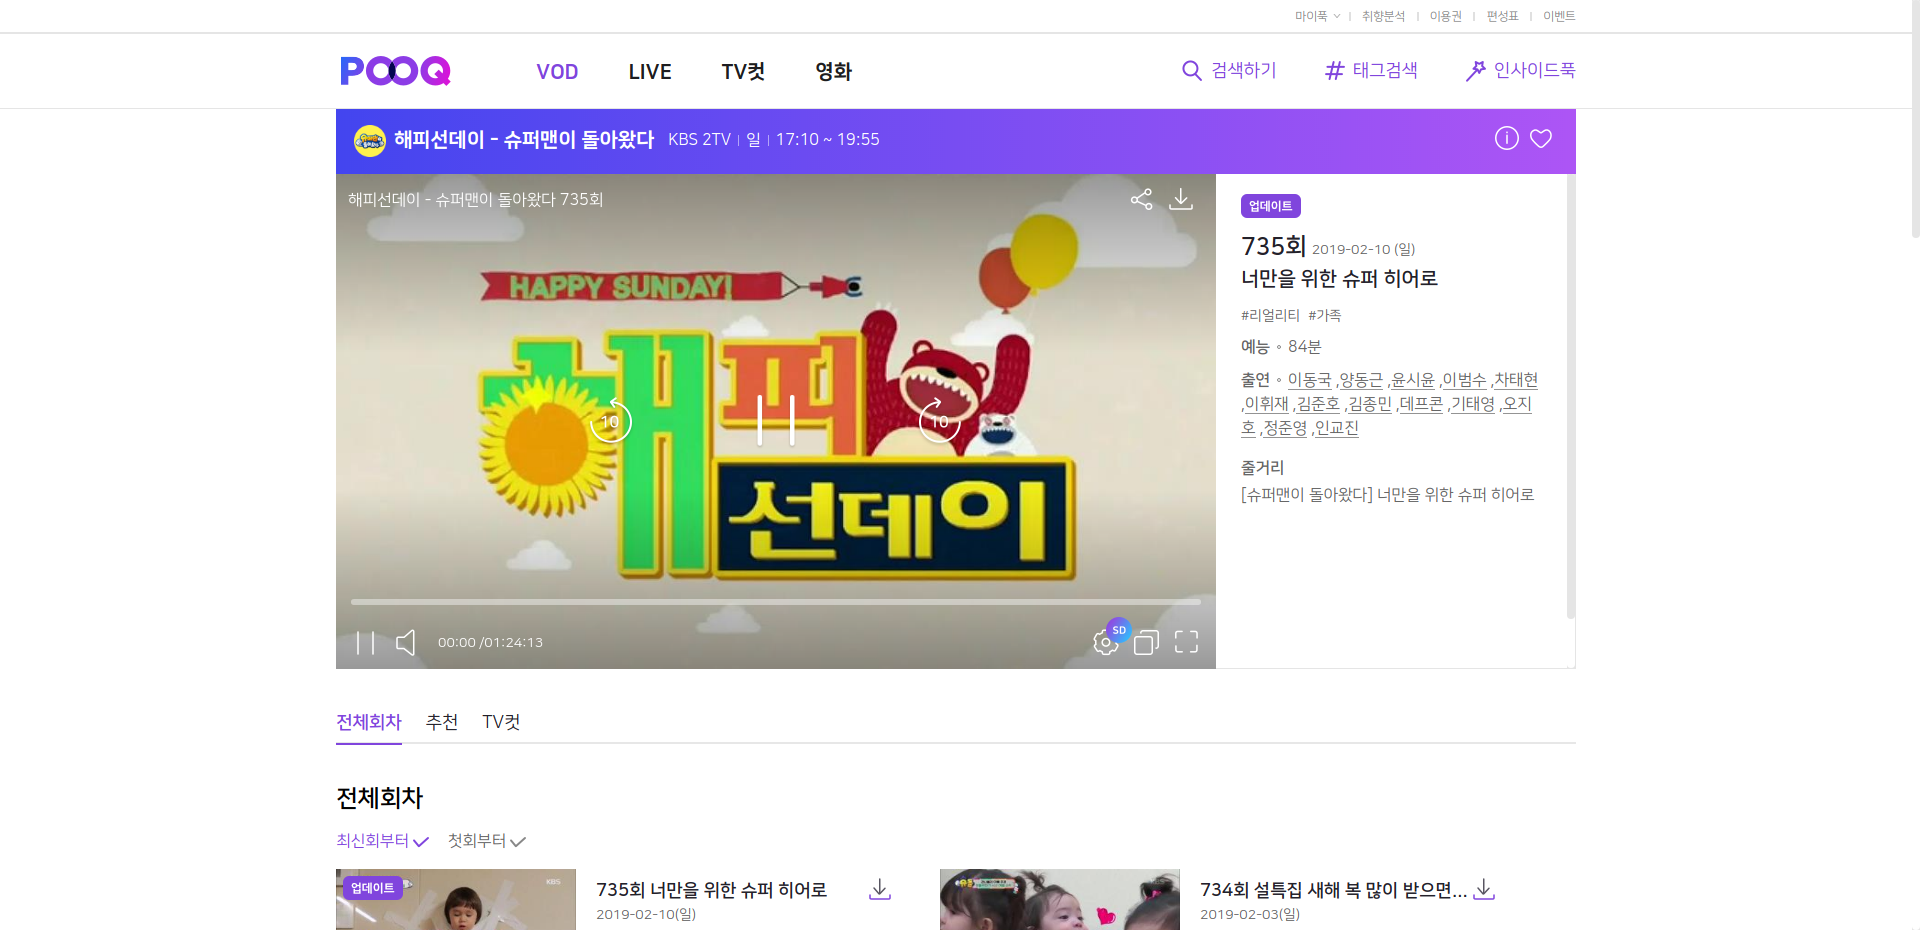 마이푹 | 취향분석 | 이용권 | 편성표 | 이벤트
POOQ VOD LIVE TV컷 영화 검색하기 태그검색 인사이드푹
해피선데이 - 슈퍼맨이 돌아왔다 KBS 2TV | 일 | 17:10 ~ 19:55
해피선데이 - 슈퍼맨이 돌아왔다 735회
HAPPY SUNDAY!
해피
선데이
10
10
00:00 /01:24:13
SD
업데이트
735회 2019-02-10 (일)
너만을 위한 슈퍼 히어로
#리얼리티 #가족
예능 ∘ 84분
출연 ∘ 이동국 ,양동근 ,윤시윤 ,이범수 ,차태현
,이휘재 ,김준호 ,김종민 ,데프콘 ,기태영 ,오지
호 ,정준영 ,인교진
줄거리
[슈퍼맨이 돌아왔다] 너만을 위한 슈퍼 히어로
전체회차 추천 TV컷
전체회차
최신회부터 첫회부터
업데이트
KBS
735회 너만을 위한 슈퍼 히어로
2019-02-10(일)
734회 설특집 새해 복 많이 받으면...
2019-02-03(일)